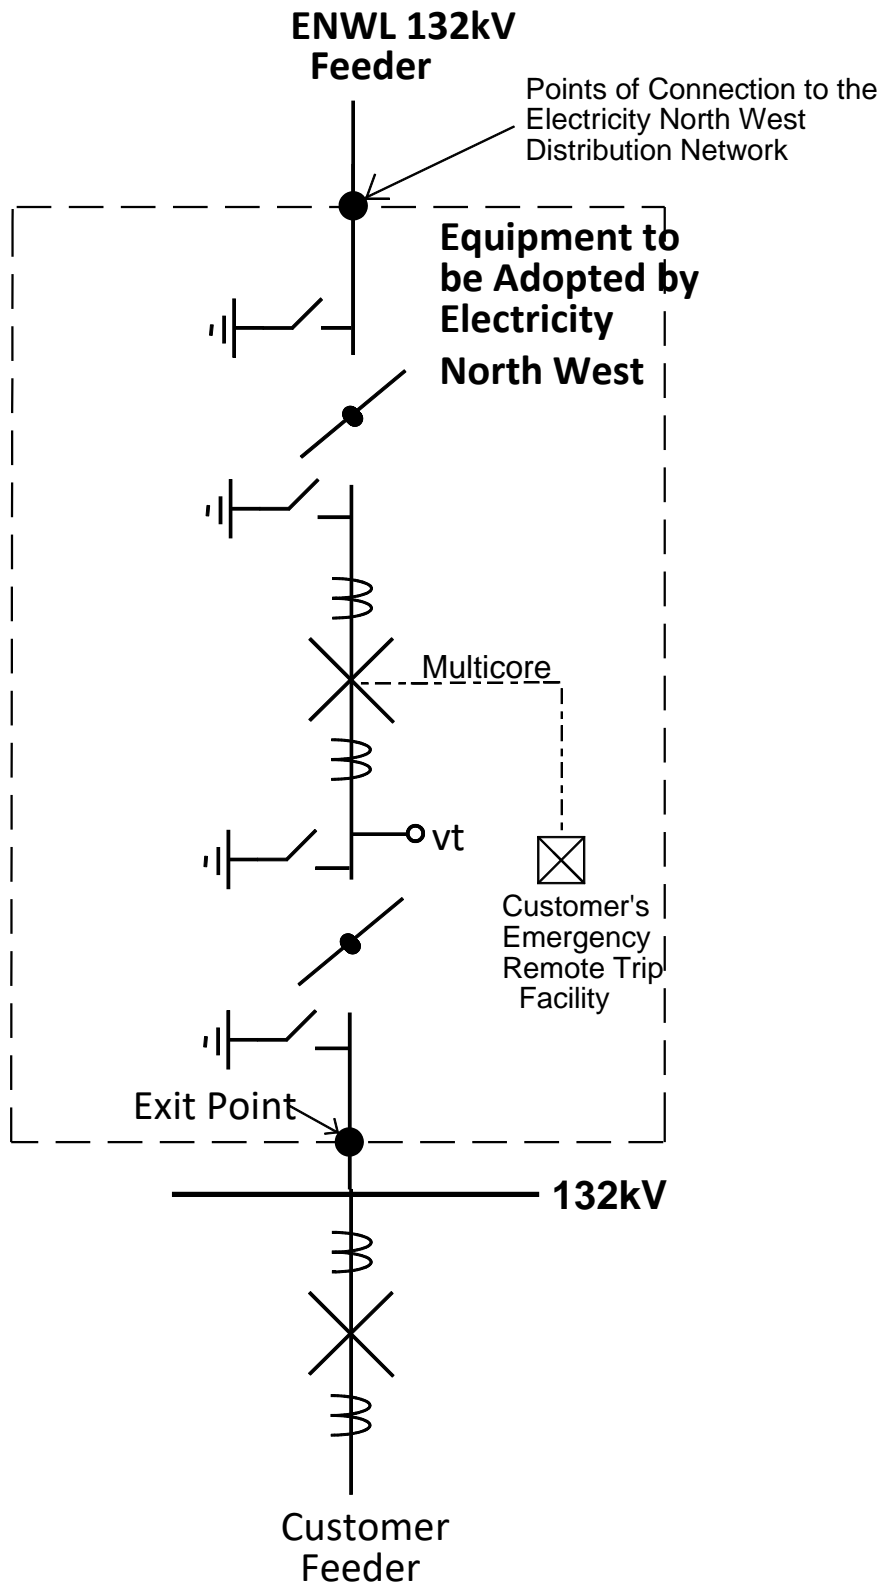 ENWL 132kV
Feeder
Points of Connection to the
Electricity North West
Distribution Network
Equipment to
be Adopted by
Electricity
North West
Multicore
vt
Customer's
Emergency
Remote Trip
Facility
Exit Point
132kV
Customer
Feeder